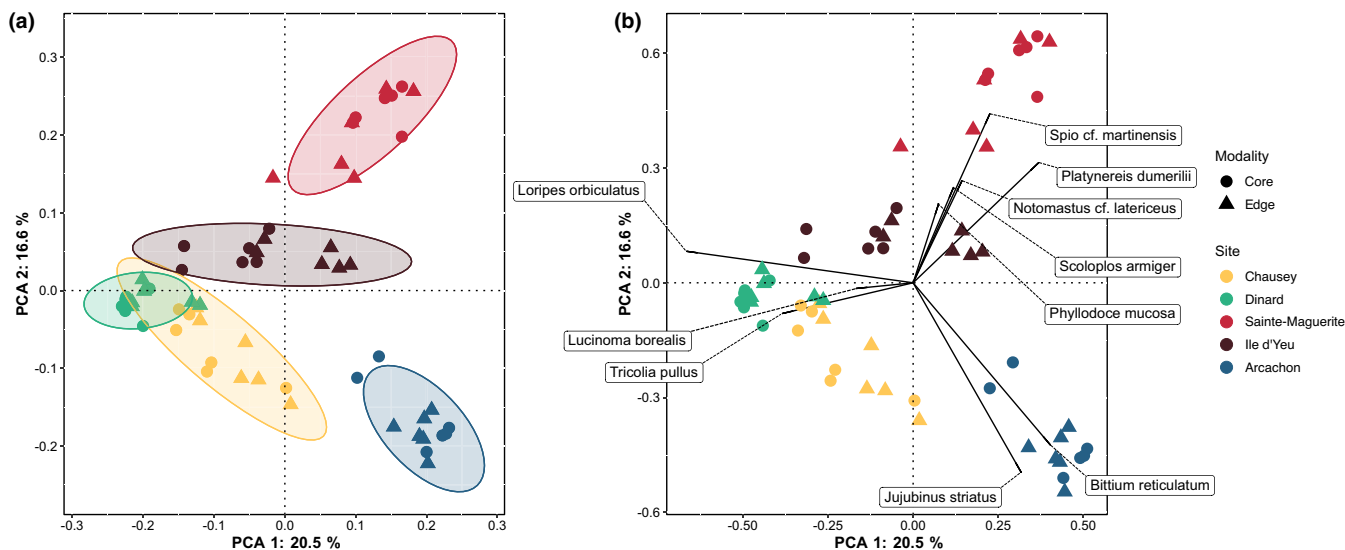 (a)
0.3
0.2
0.1
0.0
-0.1
-0.2
PCA 2: 16.6 %
-0.3
-0.2
-0.1
0.0
0.1
0.2
0.3
PCA 1: 20.5 %
(b)
0.6
0.3
0.0
-0.3
-0.6
PCA 2: 16.6 %
-0.50
-0.25
0.00
0.25
0.50
PCA 1: 20.5 %
Spio cf. martinensis
Platynereis dumerilii
Loripes orbiculatus
Notomastus cf. latericeus
Scoloplos armiger
Phyllodoce mucosa
Lucinoma borealis
Tricolia pullus
Jujubinus striatus
Bittium reticulatum
Modality
Core
Edge
Site
Chausey
Dinard
Sainte-Maguerite
Ile d'Yeu
Arcachon